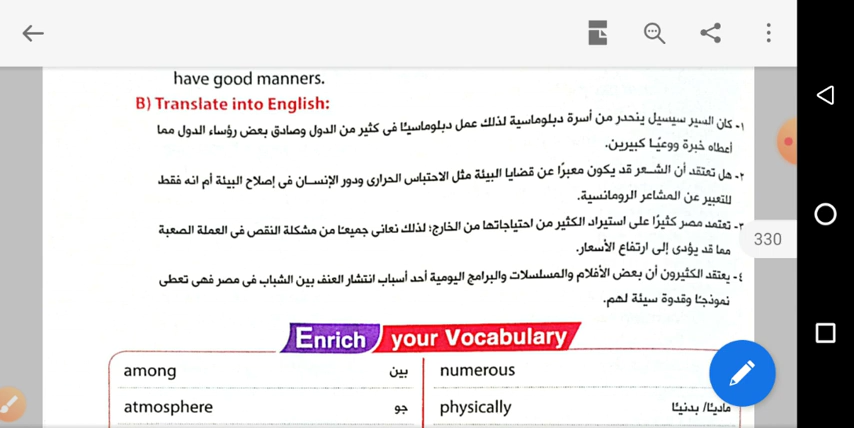 have good manners.
B) Translate into English:
١- كان السير سيسيل ينحدر من أسرة دبلوماسية لذلك عمل دبلوماسيًا فى كثير من الدول وصادق بعض رؤساء الدول مما
أعطاه خبرة ووعيًا كبيرين.
٢- هل تعتقد أن الشعر قد يكون معبرًا عن قضايا البيئة مثل الاحتباس الحرارى ودور الإنسان فى إصلاح البيئة أم انه فقط
للتعبير عن المشاعر الرومانسية.
٣- تعتمد مصر كثيرًا على استيراد الكثير من احتياجاتها من الخارج؛ لذلك نعانى جميعًا من مشكلة النقص فى العملة الصعبة
مما قد يؤدى إلى ارتفاع الأسعار.
330
٤- يعتقد الكثيرون أن بعض الأفلام والمسلسلات والبرامج اليومية أحد أسباب انتشار العنف بين الشباب فى مصر فهى تعطى
نموذجًا وقدوة سيئة لهم.
Enrich your Vocabulary
among بين numerous
atmosphere جو physically ماديًا/ بدنيًا